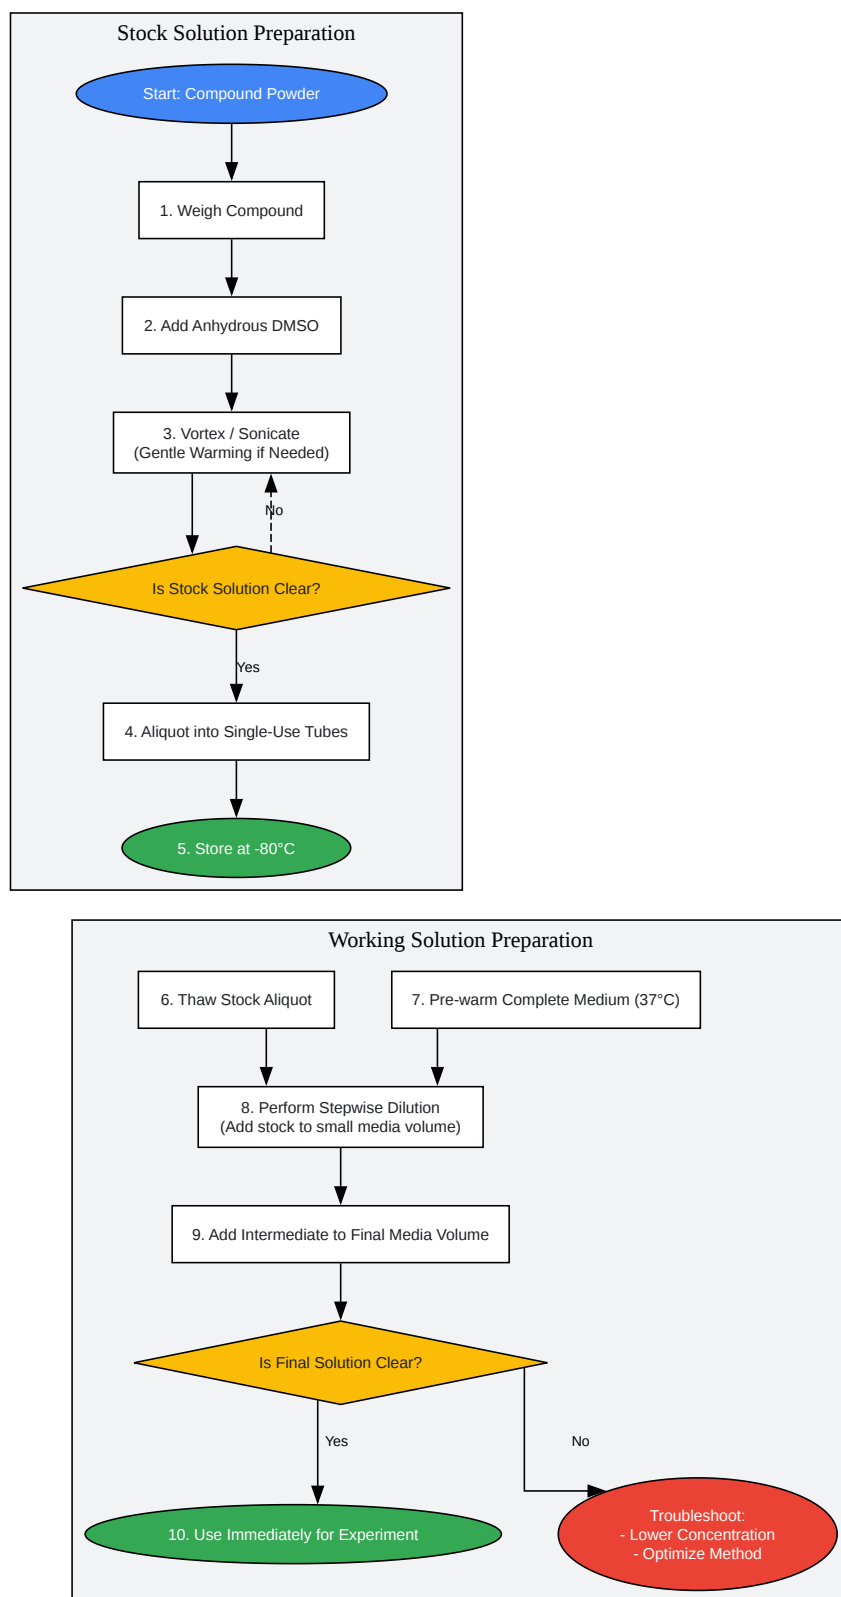 Stock Solution Preparation
Start: Compound Powder
1. Weigh Compound
2. Add Anhydrous DMSO
3. Vortex / Sonicate
(Gentle Warming if Needed)
No
Is Stock Solution Clear?
Yes
4. Aliquot into Single-Use Tubes
5. Store at -80°C
Working Solution Preparation
6. Thaw Stock Aliquot
7. Pre-warm Complete Medium (37°C)
8. Perform Stepwise Dilution
(Add stock to small media volume)
9. Add Intermediate to Final Media Volume
Is Final Solution Clear?
Yes
No
10. Use Immediately for Experiment
Troubleshoot:
- Lower Concentration
- Optimize Method